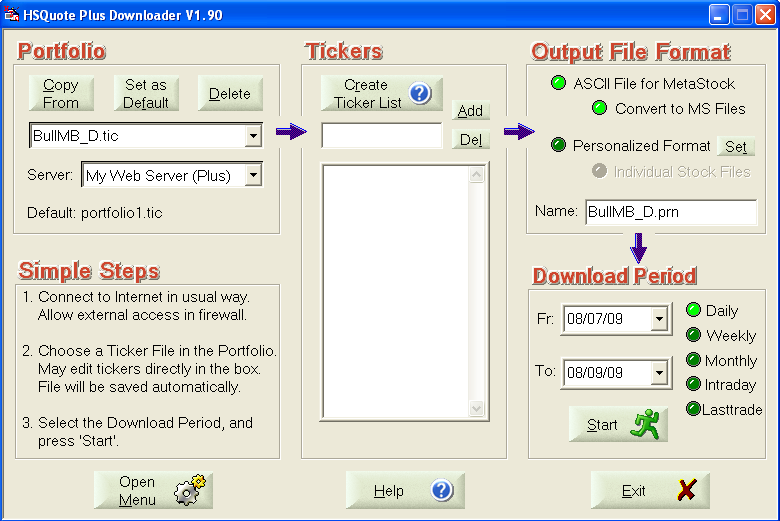 HSQuote Plus Downloader V1.90
Portfolio
Copy From
Set as Default
Delete
BullMB_D.tic
Server: My Web Server (Plus)
Default: portfolio1.tic
Simple Steps
1. Connect to Internet in usual way.
Allow external access in firewall.
2. Choose a Ticker File in the Portfolio.
May edit tickers directly in the box.
File will be saved automatically.
3. Select the Download Period, and
press 'Start'.
Open Menu
Tickers
Create Ticker List
Add
Del
Help
Output File Format
ASCII File for MetaStock
Convert to MS Files
Personalized Format Set
Individual Stock Files
Name: BullMB_D.prn
Download Period
Fr: 08/07/09
To: 08/09/09
Daily
Weekly
Monthly
Intraday
Lasttrade
Start
Exit